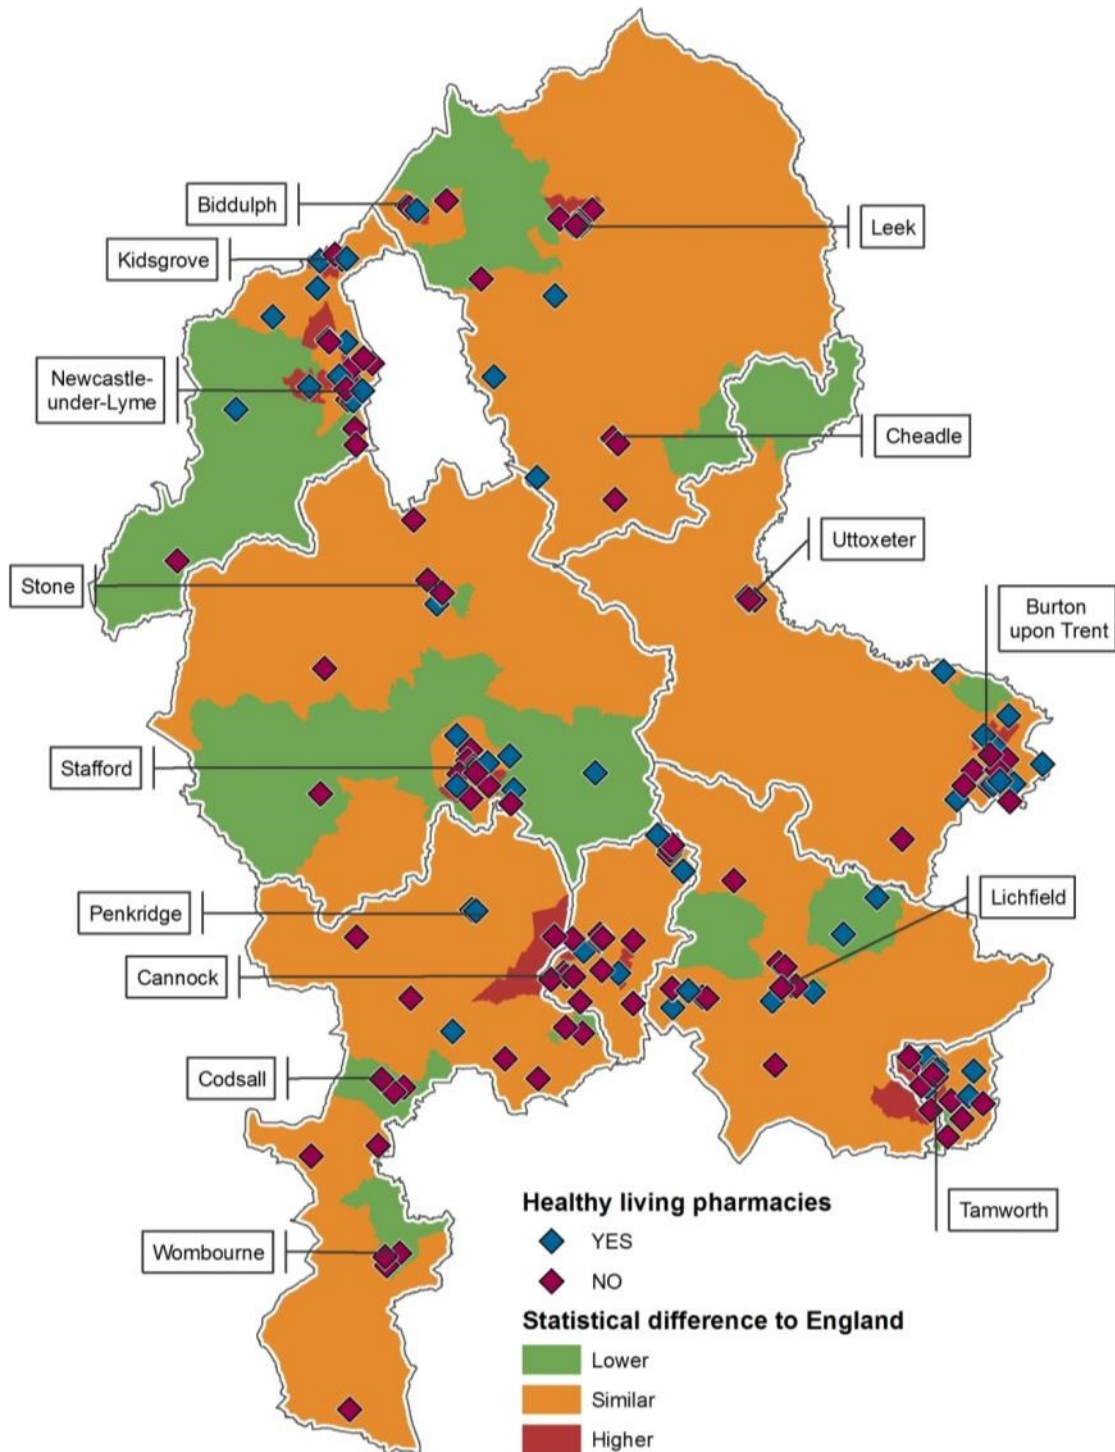 Biddulph
Leek
Kidsgrove
Newcastle-
under-Lyme
Cheadle
Uttoxeter
Stone
Burton
upon Trent
Stafford
Penkridge
Lichfield
Cannock
Codsall
Tamworth
Wombourne
Healthy living pharmacies
YES
NO
Statistical difference to England
Lower
Similar
Higher